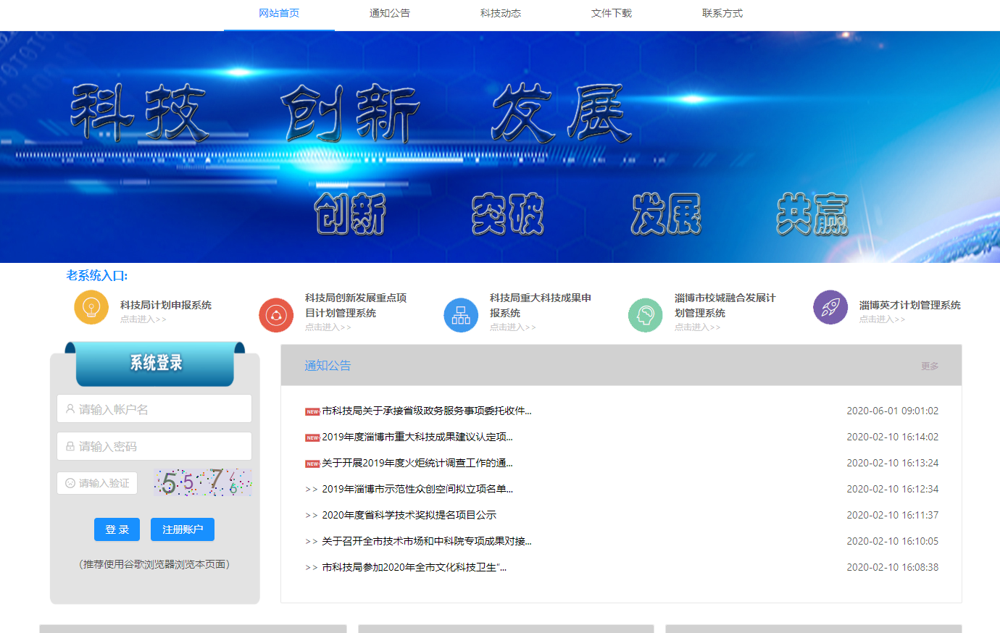 网站首页 通知公告 科技动态 文件下载 联系方式
科技 创新 发展
创新 突破 发展 共赢
老系统入口:
科技局计划申报系统
点击进入>>
科技局创新发展重点项
目计划管理系统
点击进入>>
科技局重大科技成果申
报系统
点击进入>>
淄博市校城融合发展计
划管理系统
点击进入>>
淄博英才计划管理系统
点击进入>>
系统登录
请输入帐户名
请输入密码
请输入验证
5576
登 录 注册账户
（推荐使用谷歌浏览器浏览本页面）
通知公告 更多
NEW 市科技局关于承接省级政务服务事项委托收件... 2020-06-01 09:01:02
NEW 2019年度淄博市重大科技成果建议认定项... 2020-02-10 16:14:02
NEW 关于开展2019年度火炬统计调查工作的通... 2020-02-10 16:13:24
>> 2019年淄博市示范性众创空间拟立项名单... 2020-02-10 16:12:34
>> 2020年度省科学技术奖拟提名项目公示 2020-02-10 16:11:37
>> 关于召开全市技术市场和中科院专项成果对接... 2020-02-10 16:10:05
>> 市科技局参加2020年全市文化科技卫生“... 2020-02-10 16:08:38